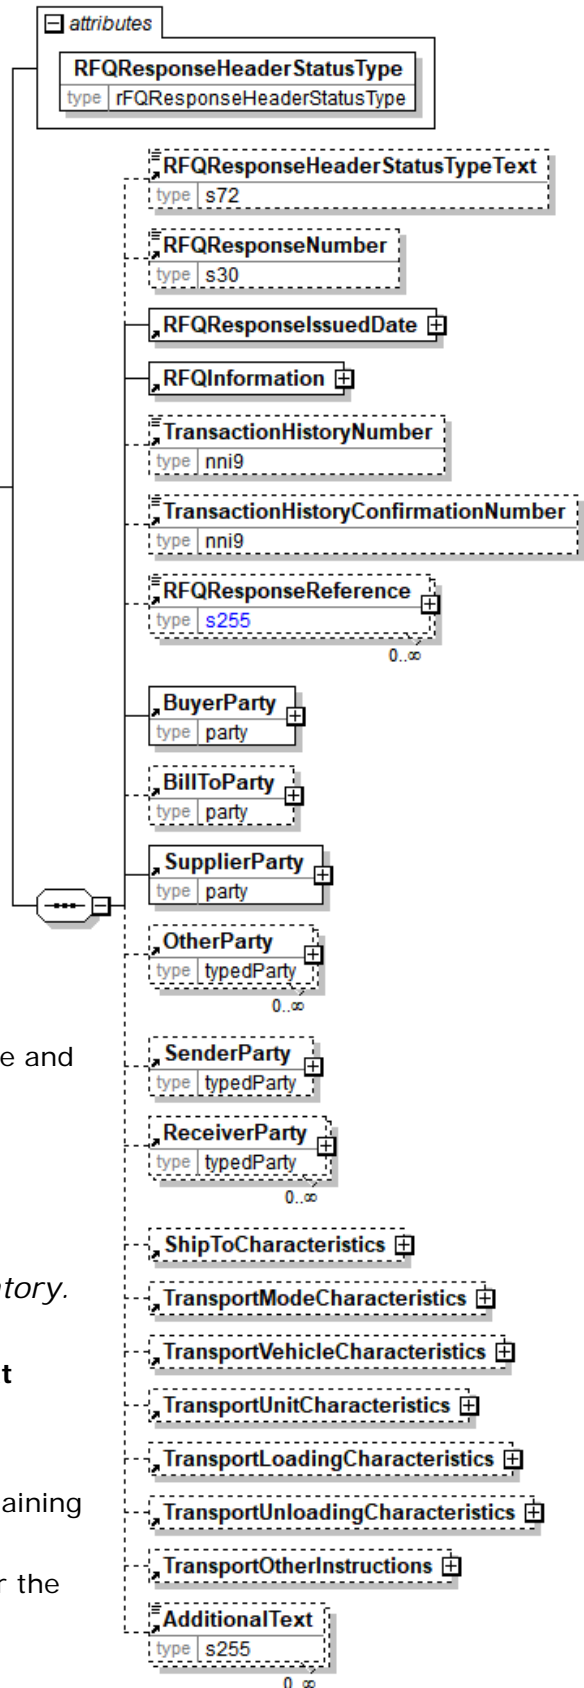 attributes
RFQResponseHeaderStatusType
type rFQResponseHeaderStatusType
RFQResponseHeaderStatusTypeText
type s72
RFQResponseNumber
type s30
RFQResponseIssuedDate
RFQInformation
TransactionHistoryNumber
type nni9
TransactionHistoryConfirmationNumber
type nni9
RFQResponseReference
type s255
0..∞
BuyerParty
type party
BillToParty
type party
SupplierParty
type party
OtherParty
type typedParty
0..∞
e and
SenderParty
type typedParty
ReceiverParty
type typedParty
0..∞
ShipToCharacteristics
tory.
TransportModeCharacteristics
TransportVehicleCharacteristics
t
TransportUnitCharacteristics
TransportLoadingCharacteristics
aining
TransportUnloadingCharacteristics
TransportOtherInstructions
r the
AdditionalText
type s255
0..∞